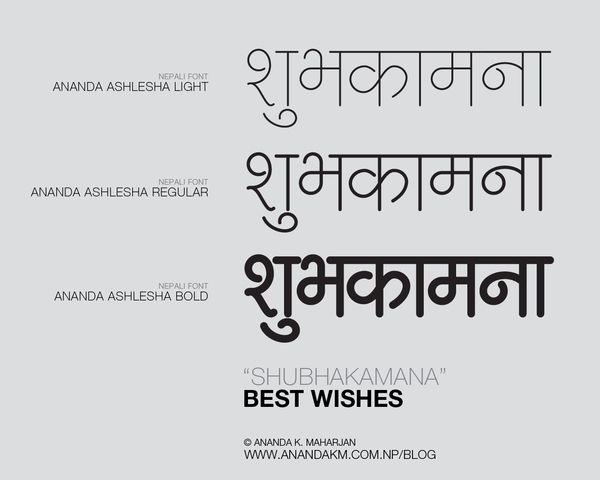 NEPALI FONT
ANANDA ASHLESHA LIGHT
शुभकामना
NEPALI FONT
ANANDA ASHLESHA REGULAR
शुभकामना
NEPALI FONT
ANANDA ASHLESHA BOLD
शुभकामना
“SHUBHAKAMANA”
BEST WISHES
© ANANDA K. MAHARJAN
WWW.ANANDAKM.COM.NP/BLOG